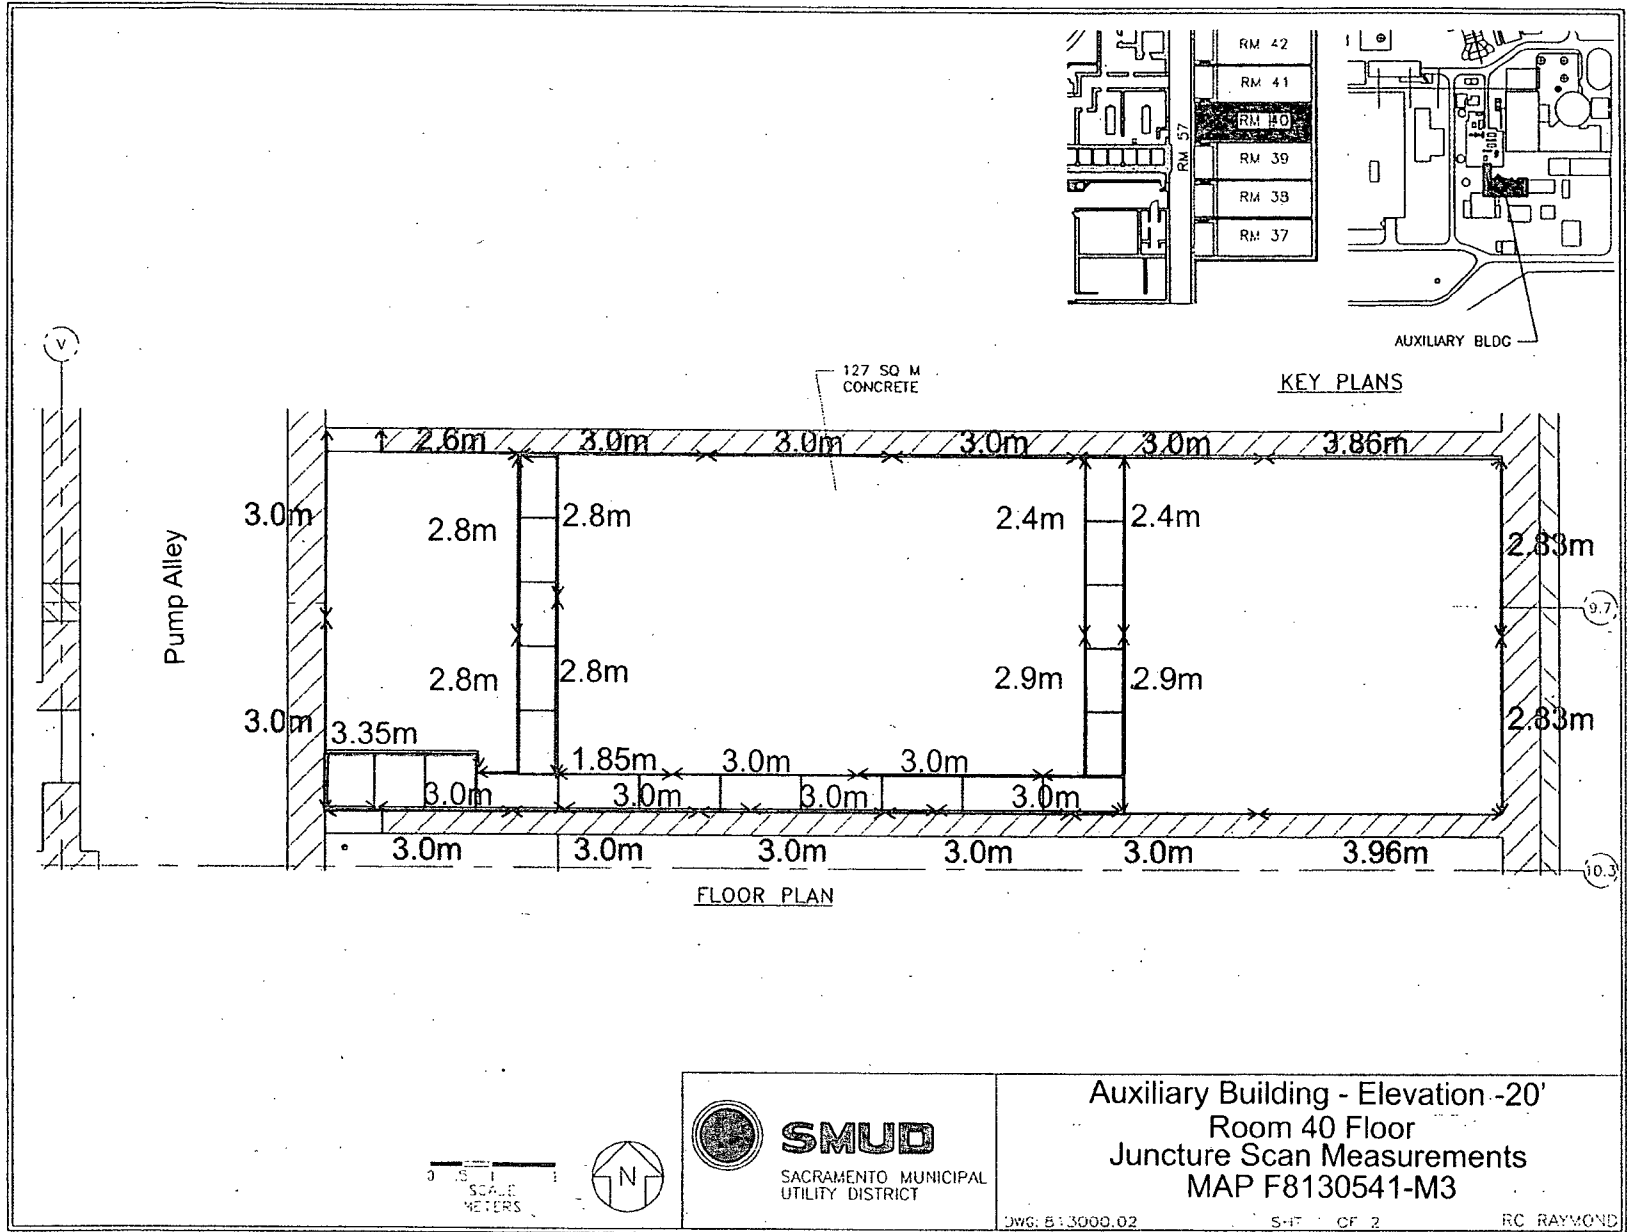 RM 42
RM 41
RM 40
RM 39
RM 38
RM 37
RM 57
AUXILIARY BLDG
KEY PLANS
V
127 SQ M
CONCRETE
2.6m 3.0m 3.0m 3.0m 3.0m 3.86m
3.0m 2.8m 2.8m 2.4m 2.4m 2.83m
Pump Alley
9.7
3.0m 2.8m 2.8m 2.9m 2.9m 2.83m
3.35m 1.85m 3.0m 3.0m
3.0m 3.0m 3.0m 3.0m
3.0m 3.0m 3.0m 3.0m 3.0m 3.96m
10.3
FLOOR PLAN
SCALE
METERS
N
SMUD
SACRAMENTO MUNICIPAL
UTILITY DISTRICT
Auxiliary Building - Elevation -20'
Room 40 Floor
Juncture Scan Measurements
MAP F8130541-M3
DWG: 813000.02 SHT OF 2 RC RAYMOND